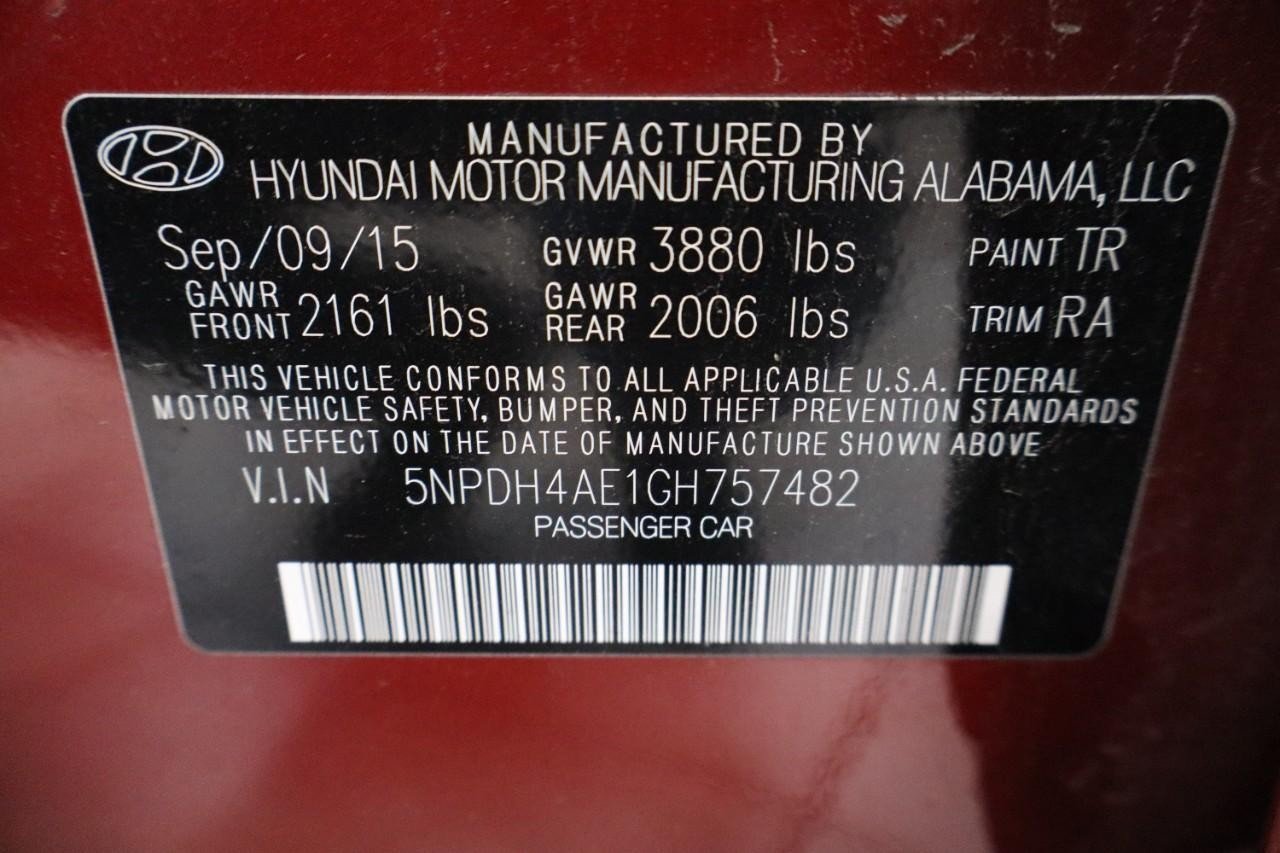 MANUFACTURED BY
HYUNDAI MOTOR MANUFACTURING ALABAMA, LLC
Sep/09/15 GVWR 3880 lbs PAINT TR
GAWR FRONT 2161 lbs GAWR REAR 2006 lbs TRIM RA
THIS VEHICLE CONFORMS TO ALL APPLICABLE U.S.A. FEDERAL
MOTOR VEHICLE SAFETY, BUMPER, AND THEFT PREVENTION STANDARDS
IN EFFECT ON THE DATE OF MANUFACTURE SHOWN ABOVE
V.I.N 5NPDH4AE1GH757482
PASSENGER CAR